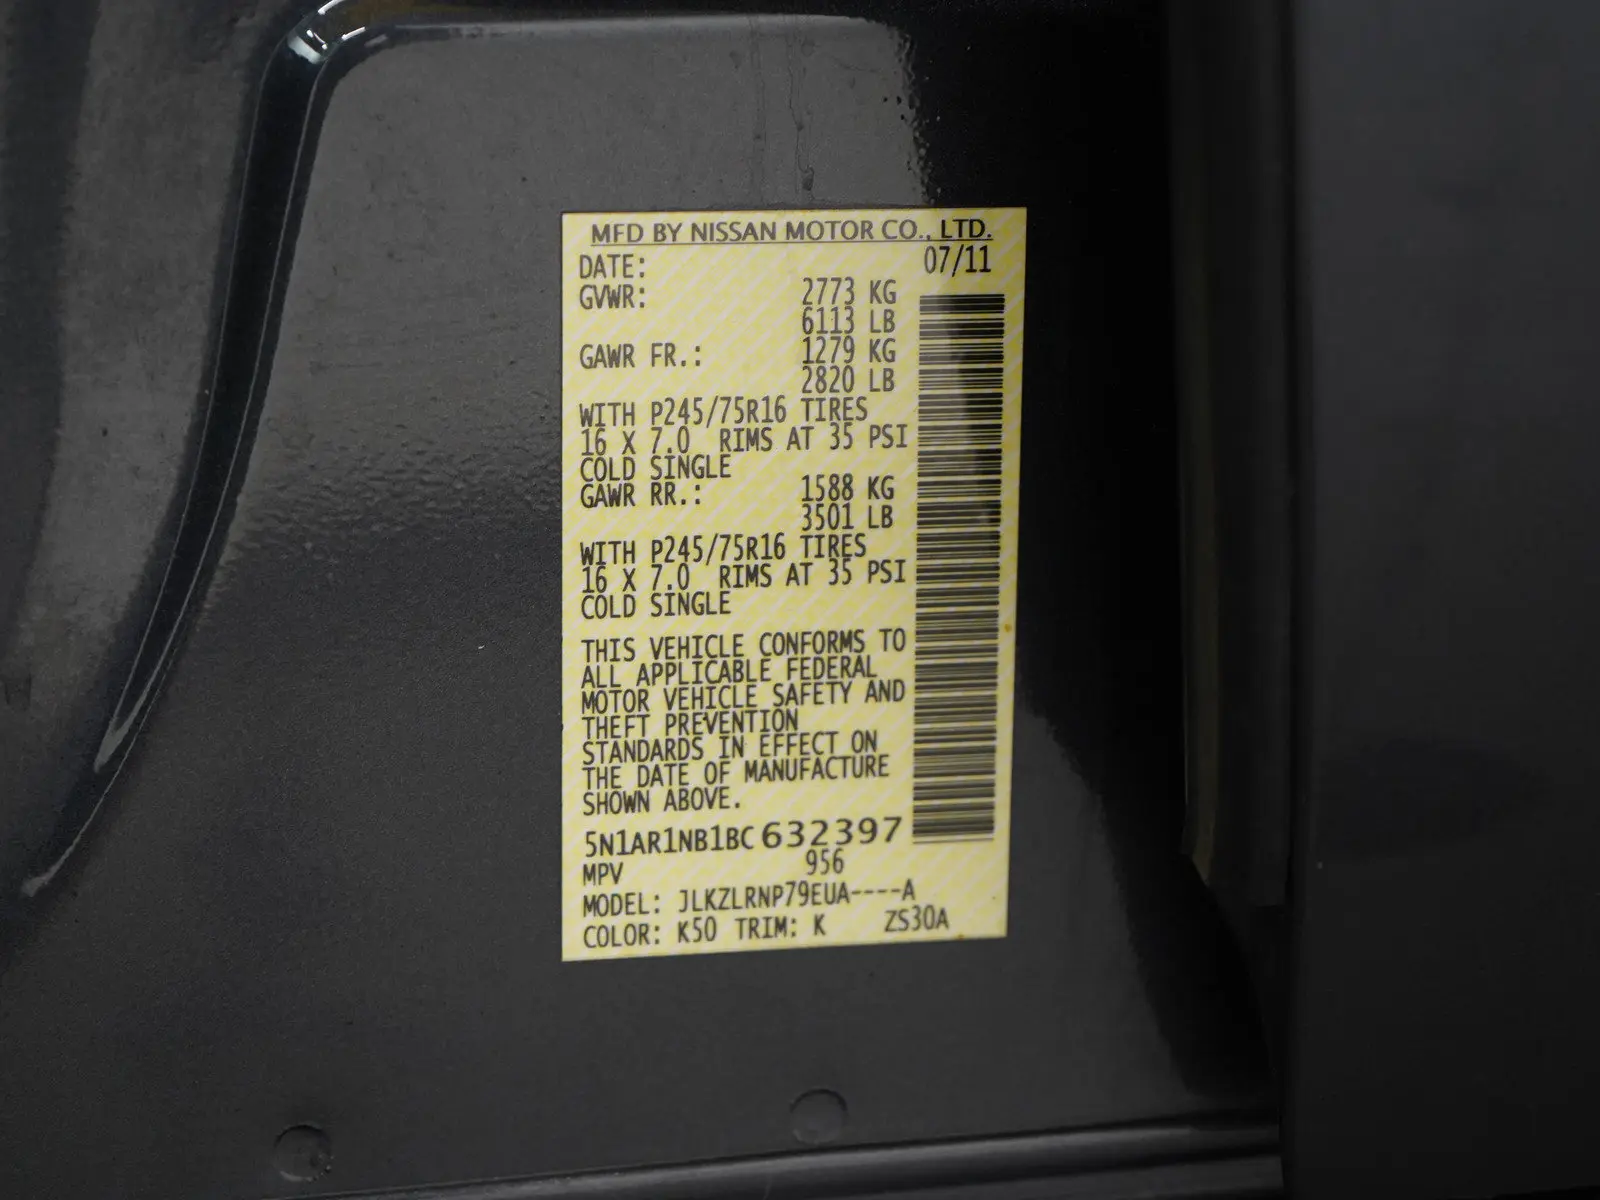 MFD BY NISSAN MOTOR CO., LTD.
DATE: 07/11
GVWR: 2773 KG
6113 LB
GAWR FR.: 1279 KG
2820 LB
WITH P245/75R16 TIRES
16 X 7.0 RIMS AT 35 PSI
COLD SINGLE
GAWR RR.: 1588 KG
3501 LB
WITH P245/75R16 TIRES
16 X 7.0 RIMS AT 35 PSI
COLD SINGLE
THIS VEHICLE CONFORMS TO
ALL APPLICABLE FEDERAL
MOTOR VEHICLE SAFETY AND
THEFT PREVENTION
STANDARDS IN EFFECT ON
THE DATE OF MANUFACTURE
SHOWN ABOVE.
5N1AR1NB1BC632397
MPV 956
MODEL: JLKZLRNP79EUA----A
COLOR: K50 TRIM: K ZS30A